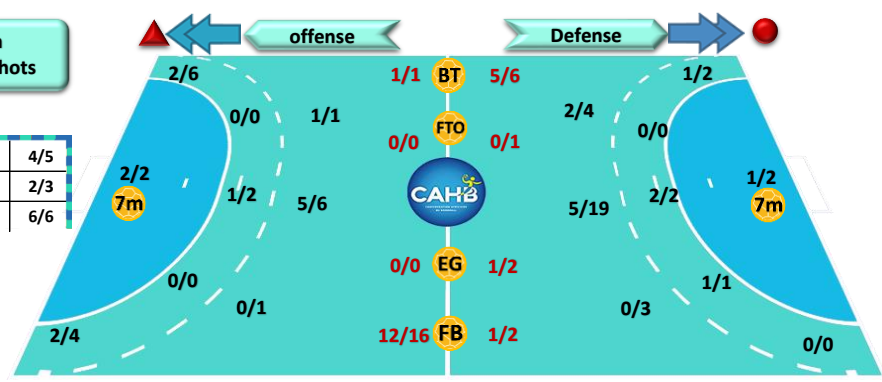 offense
Defense
hots
4/5
2/3
6/6
2/6
1/1
BT
5/6
1/2
0/0
1/1
FTO
2/4
0/0
0/0
0/1
2/2
7m
1/2
5/6
CAHB
5/19
2/2
1/2
7m
0/0
EG
1/2
0/0
1/1
0/1
0/3
2/4
12/16
FB
1/2
0/0